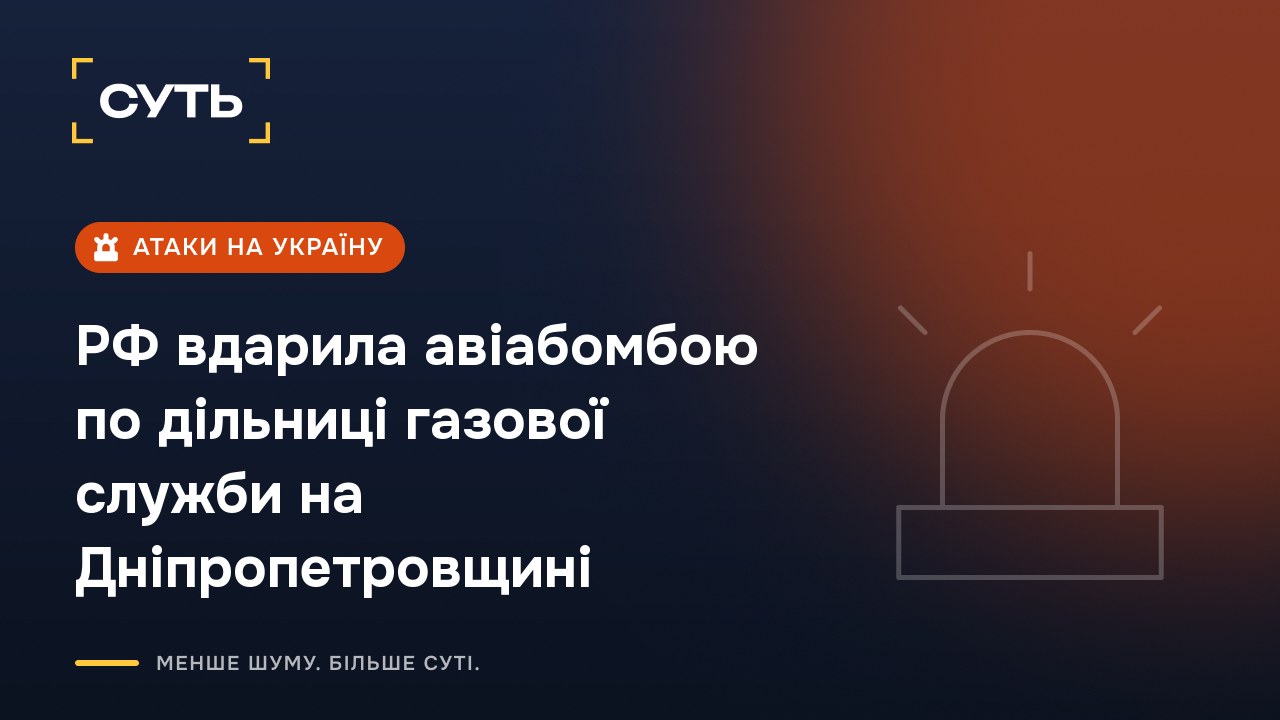 СУТЬ
АТАКИ НА УКРАЇНУ
РФ вдарила авіабомбою
по дільниці газової
служби на
Дніпропетровщині
МЕНШЕ ШУМУ. БІЛЬШЕ СУТІ.